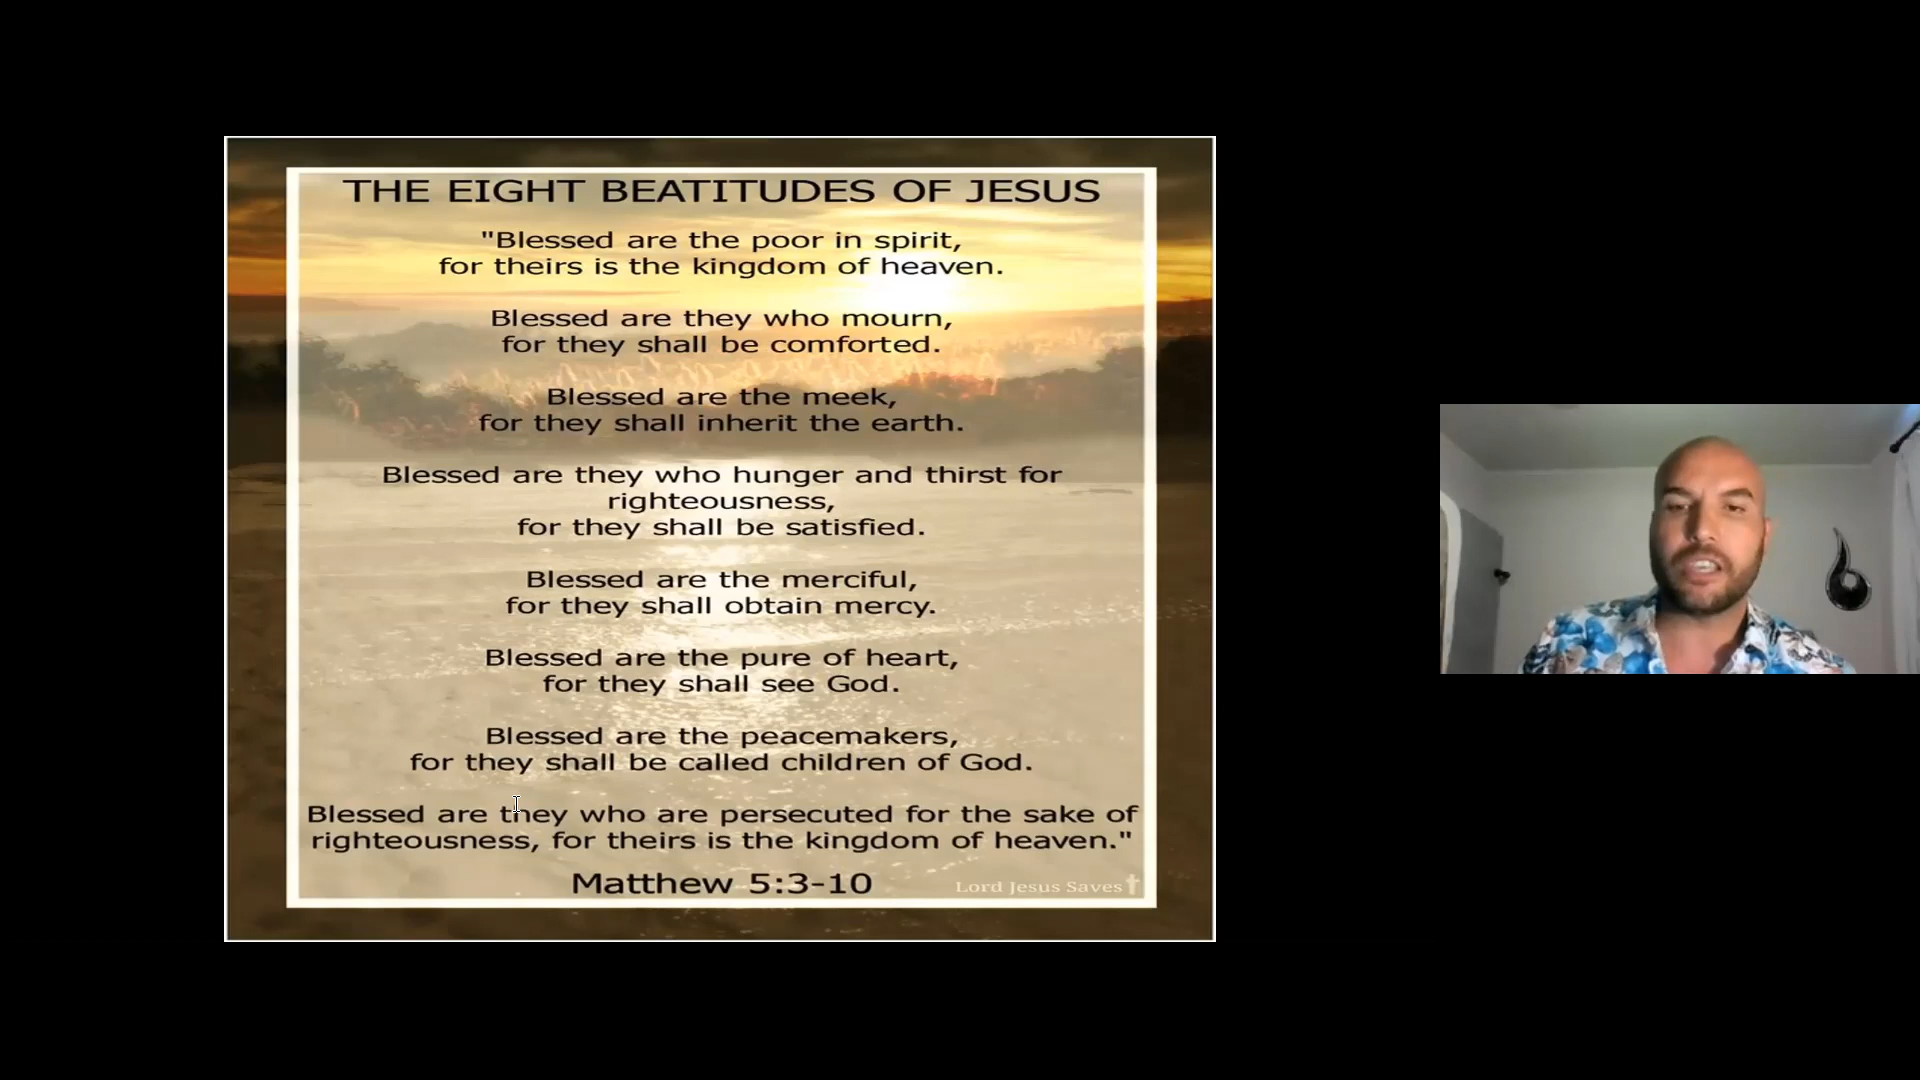 THE EIGHT BEATITUDES OF JESUS
"Blessed are the poor in spirit,
for theirs is the kingdom of heaven.
Blessed are they who mourn,
for they shall be comforted.
Blessed are the meek,
for they shall inherit the earth.
Blessed are they who hunger and thirst for
righteousness,
for they shall be satisfied.
Blessed are the merciful,
for they shall obtain mercy.
Blessed are the pure of heart,
for they shall see God.
Blessed are the peacemakers,
for they shall be called children of God.
Blessed are they who are persecuted for the sake of
righteousness, for theirs is the kingdom of heaven."
Matthew 5:3-10
Lord Jesus Saves